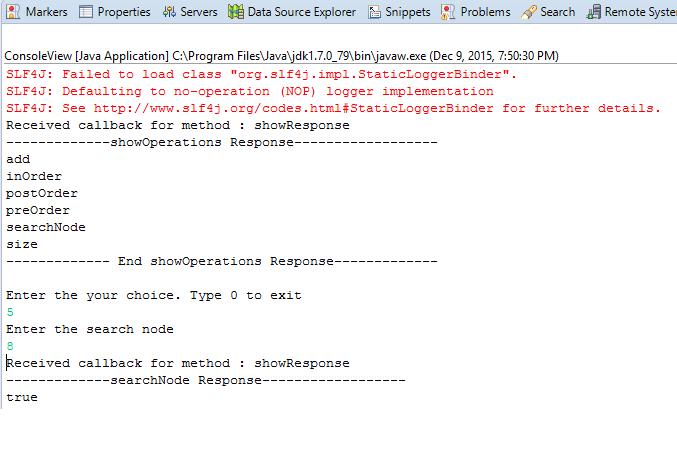 Markers Properties Servers Data Source Explorer Snippets Problems Search Remote Syste
ConsoleView [Java Application] C:\Program Files\Java\jdk1.7.0_79\bin\javaw.exe (Dec 9, 2015, 7:50:30 PM)
SLF4J: Failed to load class "org.slf4j.impl.StaticLoggerBinder".
SLF4J: Defaulting to no-operation (NOP) logger implementation
SLF4J: See http://www.slf4j.org/codes.html#StaticLoggerBinder for further details.
Received callback for method : showResponse
-------------showOperations Response------------------
add
inOrder
postOrder
preOrder
searchNode
size
------------- End showOperations Response-------------
Enter the your choice. Type 0 to exit
5
Enter the search node
8
Received callback for method : showResponse
-------------searchNode Response------------------
true